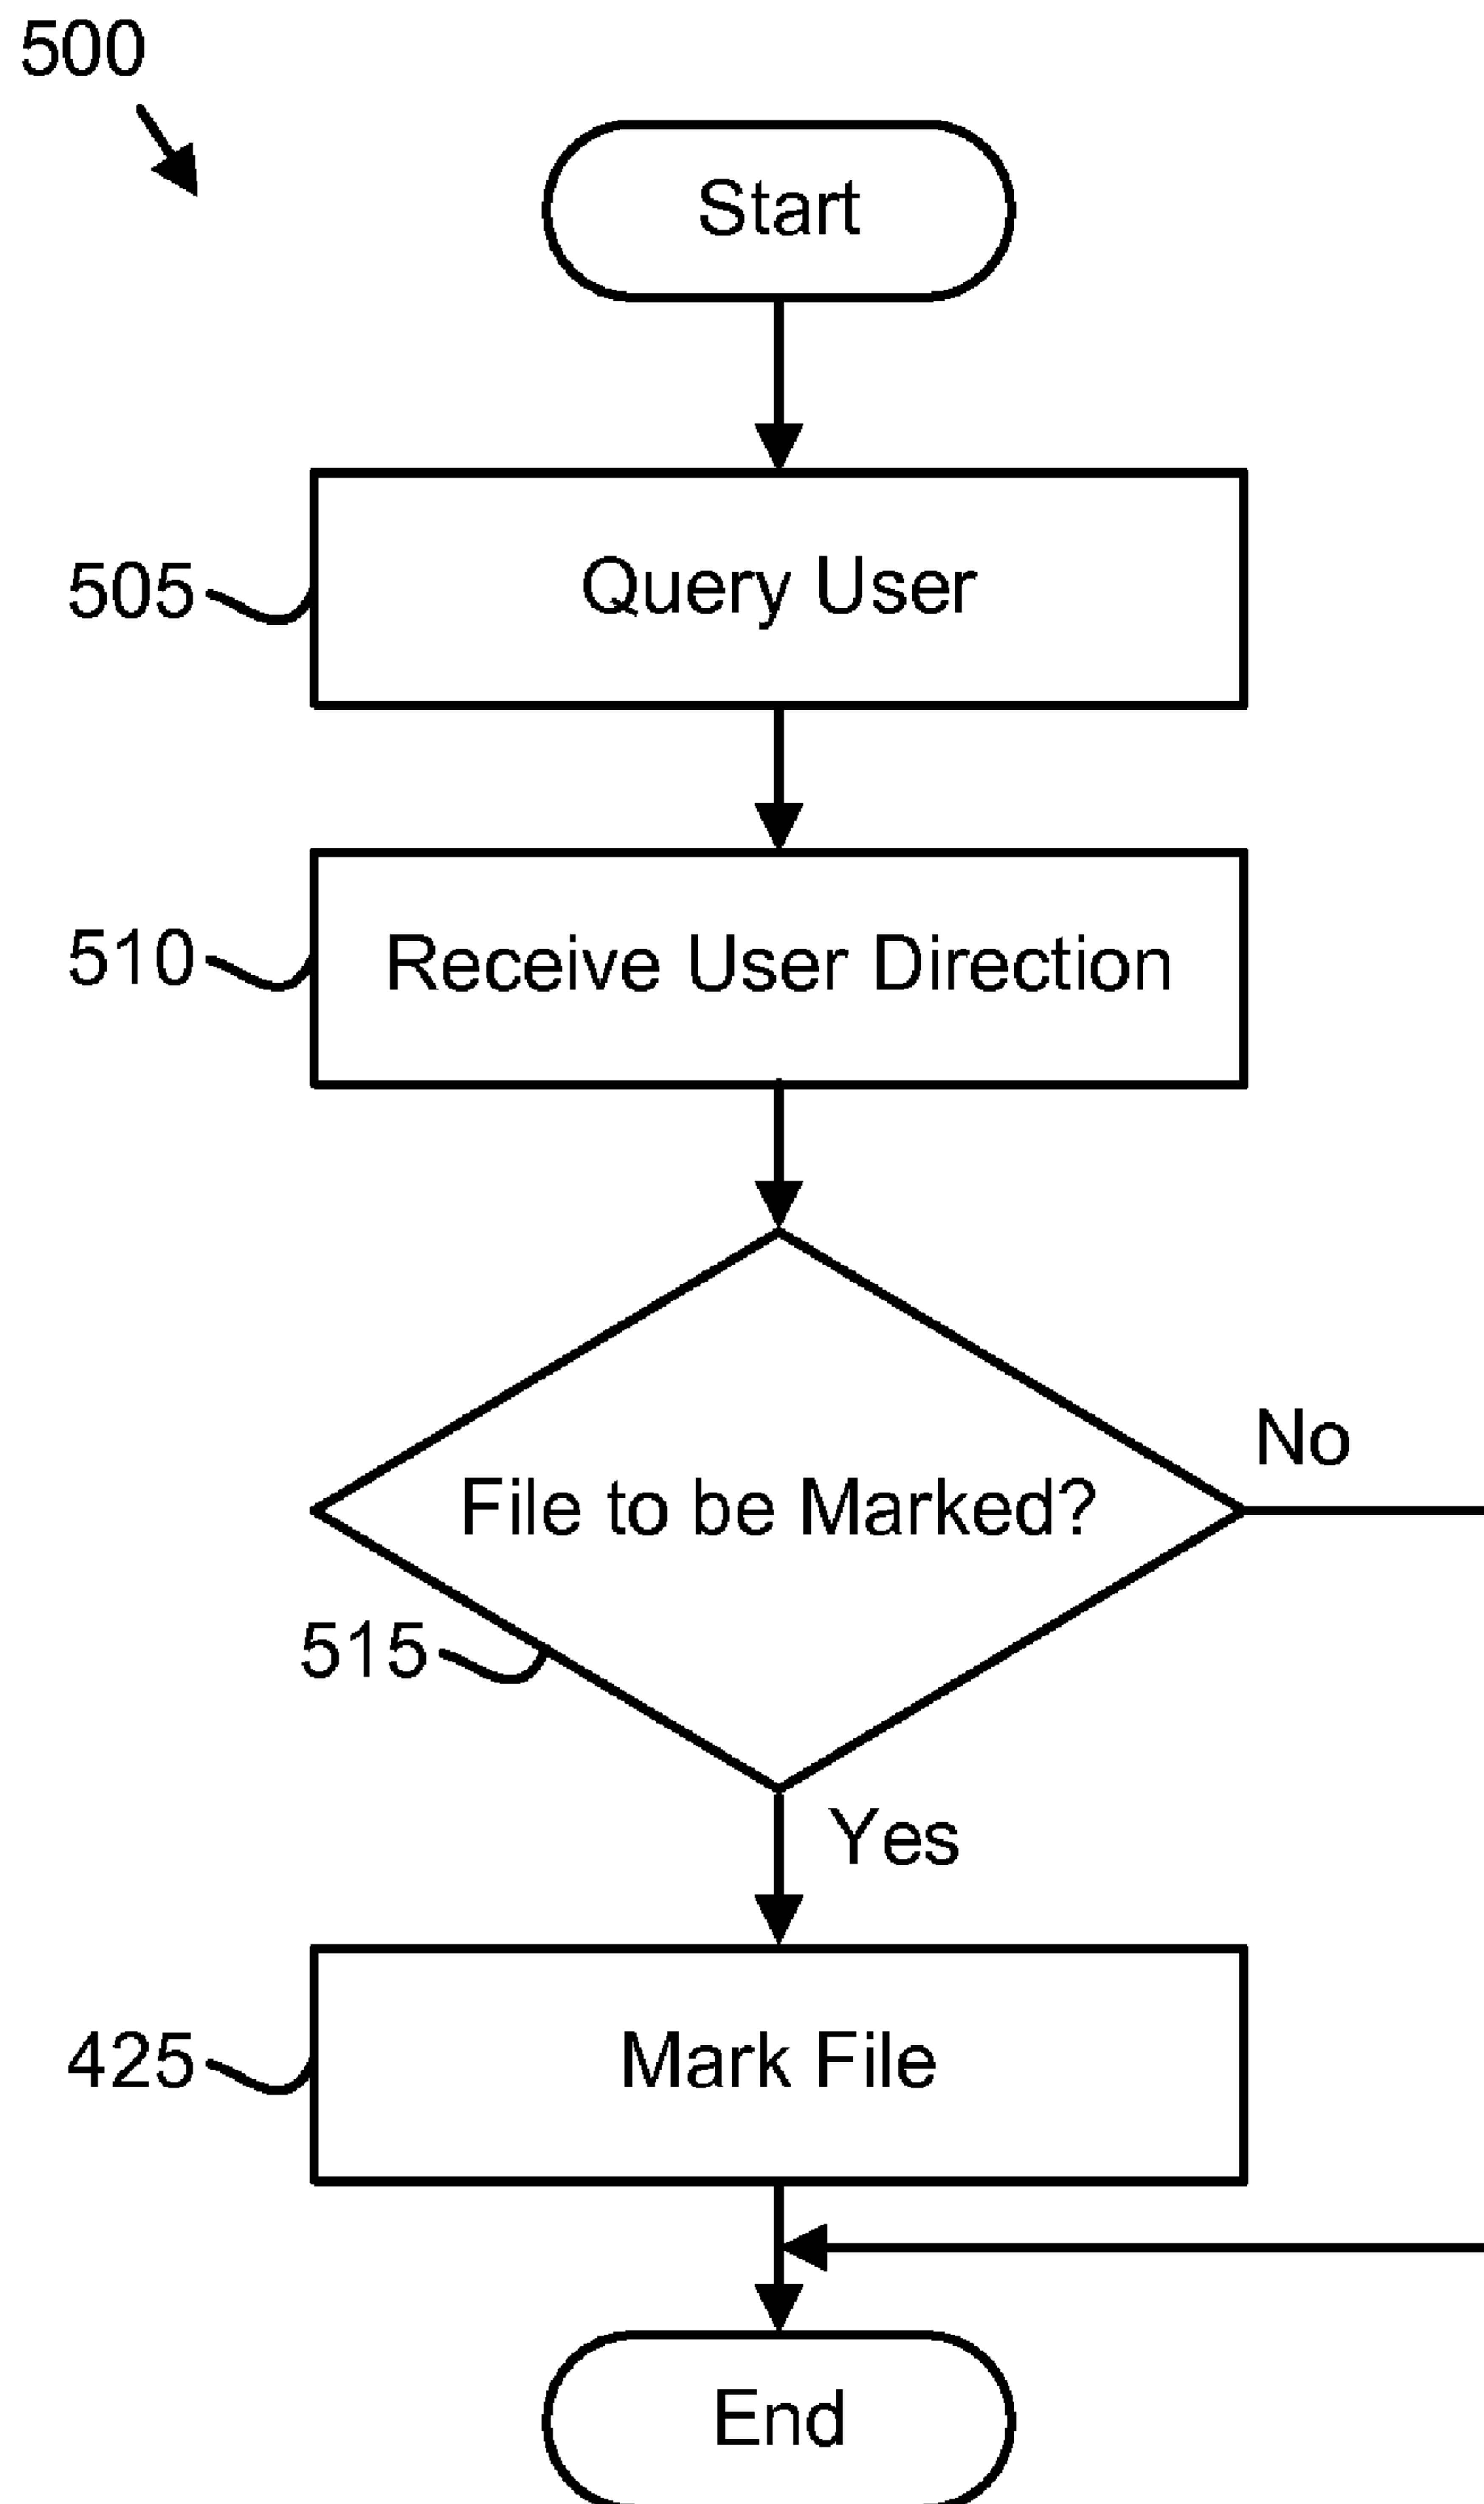 500
Start
505
Query User
510
Receive User Direction
File to be Marked?
No
515
Yes
425
Mark File
End